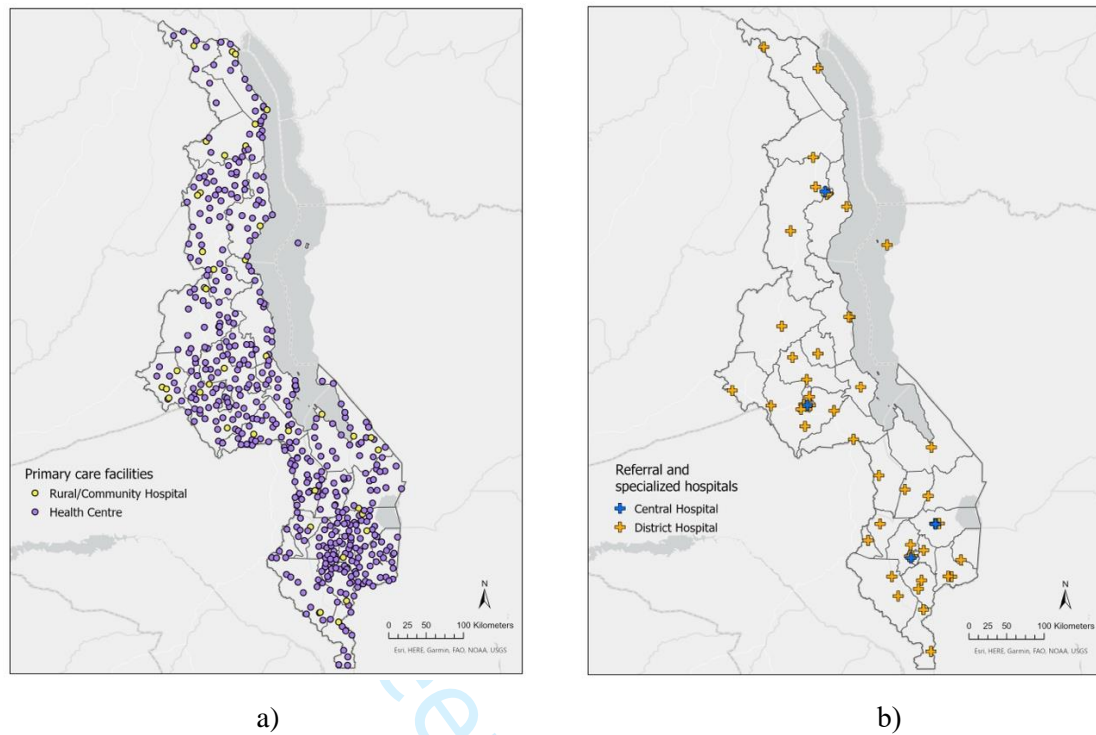 Primary care facilities
Rural/Community Hospital
Health Centre
N
0 25 50 100 Kilometers
Esri, HERE, Garmin, FAO, NOAA, USGS
Referral and
specialized hospitals
Central Hospital
District Hospital
N
0 25 50 100 Kilometers
Esri, HERE, Garmin, FAO, NOAA, USGS
a)
b)